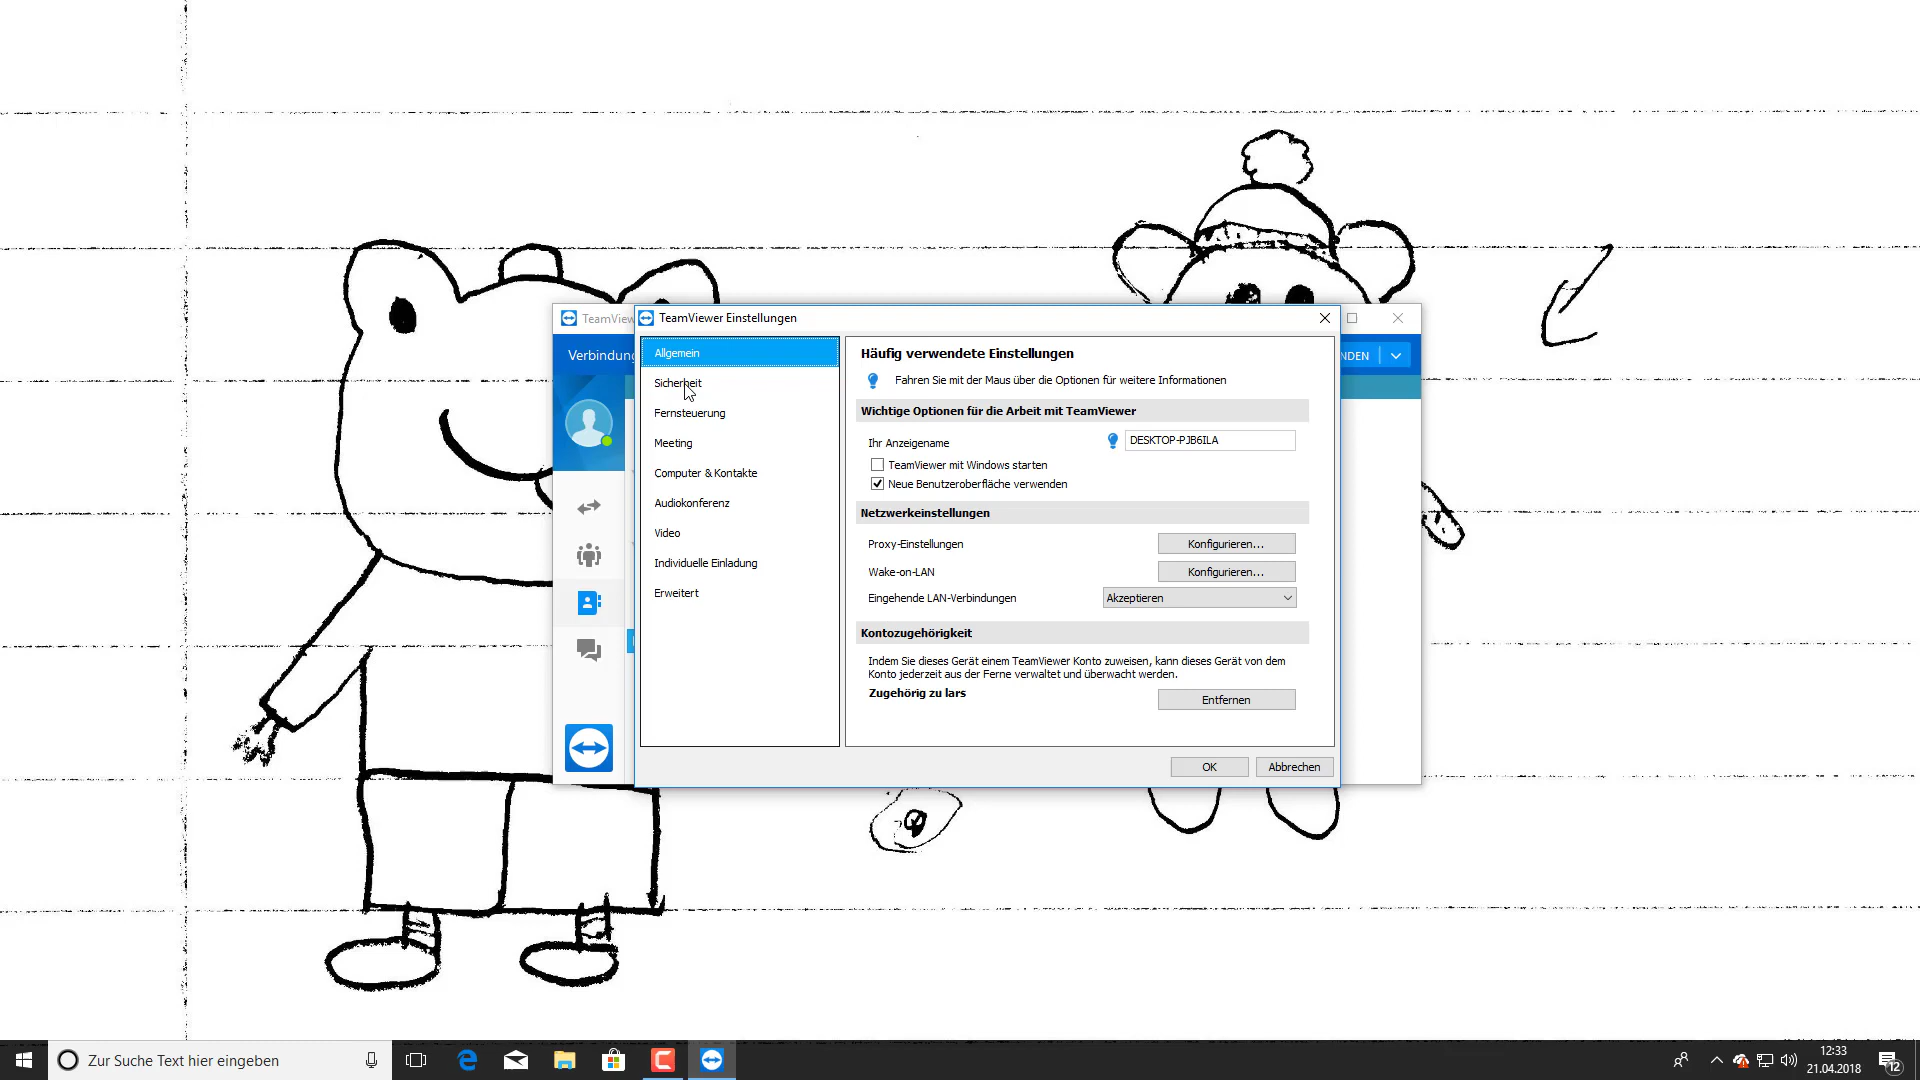 TeamView
TeamViewer Einstellungen
Verbindung
NDEN
Allgemein
Sicherheit
Fernsteuerung
Meeting
Computer & Kontakte
Audiokonferenz
Video
Individuelle Einladung
Erweitert
Häufig verwendete Einstellungen
Fahren Sie mit der Maus über die Optionen für weitere Informationen
Wichtige Optionen für die Arbeit mit TeamViewer
Ihr Anzeigename
DESKTOP-PJB6ILA
TeamViewer mit Windows starten
Neue Benutzeroberfläche verwenden
Netzwerkeinstellungen
Proxy-Einstellungen
Konfigurieren...
Wake-on-LAN
Konfigurieren...
Eingehende LAN-Verbindungen
Akzeptieren
Kontozugehörigkeit
Indem Sie dieses Gerät einem TeamViewer Konto zuweisen, kann dieses Gerät von dem
Konto jederzeit aus der Ferne verwaltet und überwacht werden.
Zugehörig zu lars
Entfernen
OK
Abbrechen
Zur Suche Text hier eingeben
12:33
21.04.2018
12